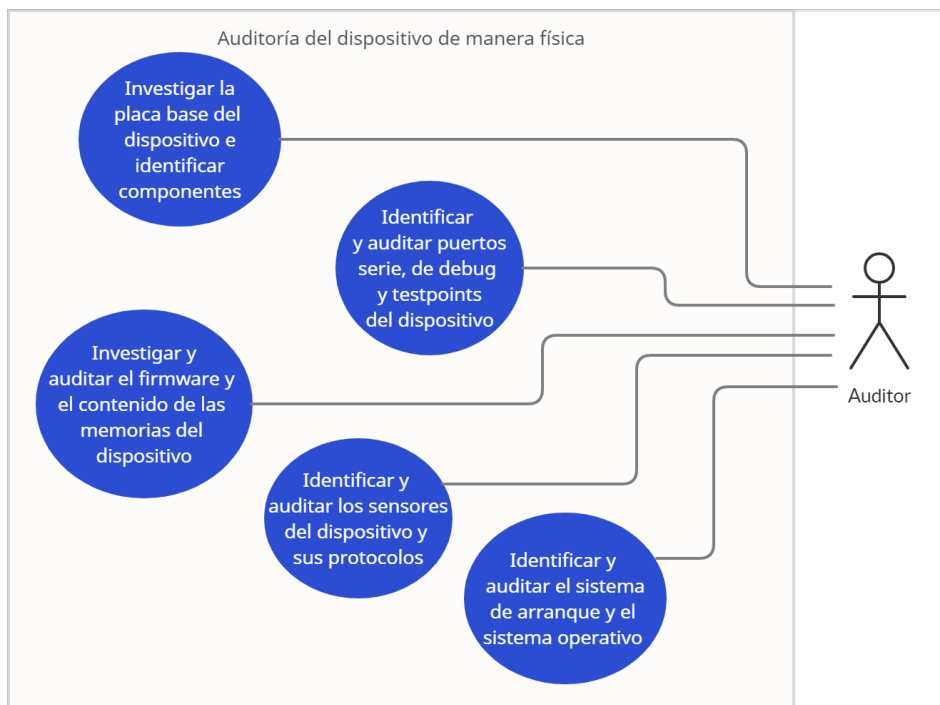 Auditoría del dispositivo de manera física
Investigar la
placa base del
dispositivo e
identificar
componentes
Identificar
y auditar puertos
serie, de debug
y testpoints
del dispositivo
Investigar y
auditar el firmware y
el contenido de las
memorias del
dispositivo
Identificar y
auditar los sensores
del dispositivo y
sus protocolos
Identificar y
auditar el sistema
de arranque y el
sistema operativo
Auditor